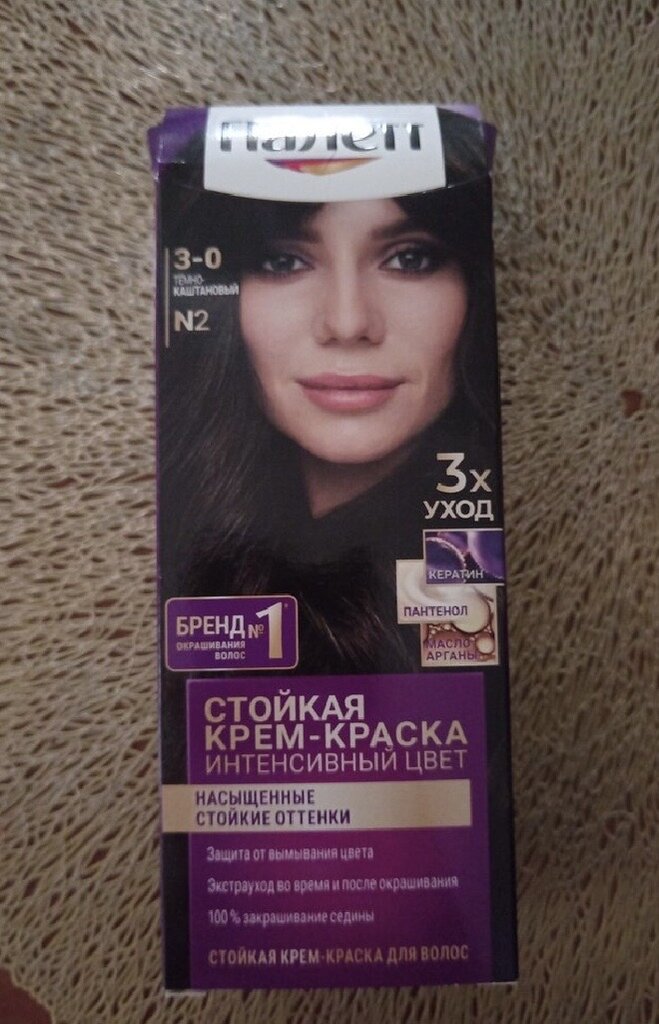 Палетт
3-0
ТЕМНО-
КАШТАНОВЫЙ
N2
3х
УХОД
КЕРАТИН
ПАНТЕНОЛ
МАСЛО
АРГАНЫ
БРЕНД №1*
ОКРАШИВАНИЯ
ВОЛОС
СТОЙКАЯ
КРЕМ-КРАСКА
ИНТЕНСИВНЫЙ ЦВЕТ
НАСЫЩЕННЫЕ
СТОЙКИЕ ОТТЕНКИ
Защита от вымывания цвета
Экстрауход во время и после окрашивания
100 % закрашивание седины
СТОЙКАЯ КРЕМ-КРАСКА ДЛЯ ВОЛОС